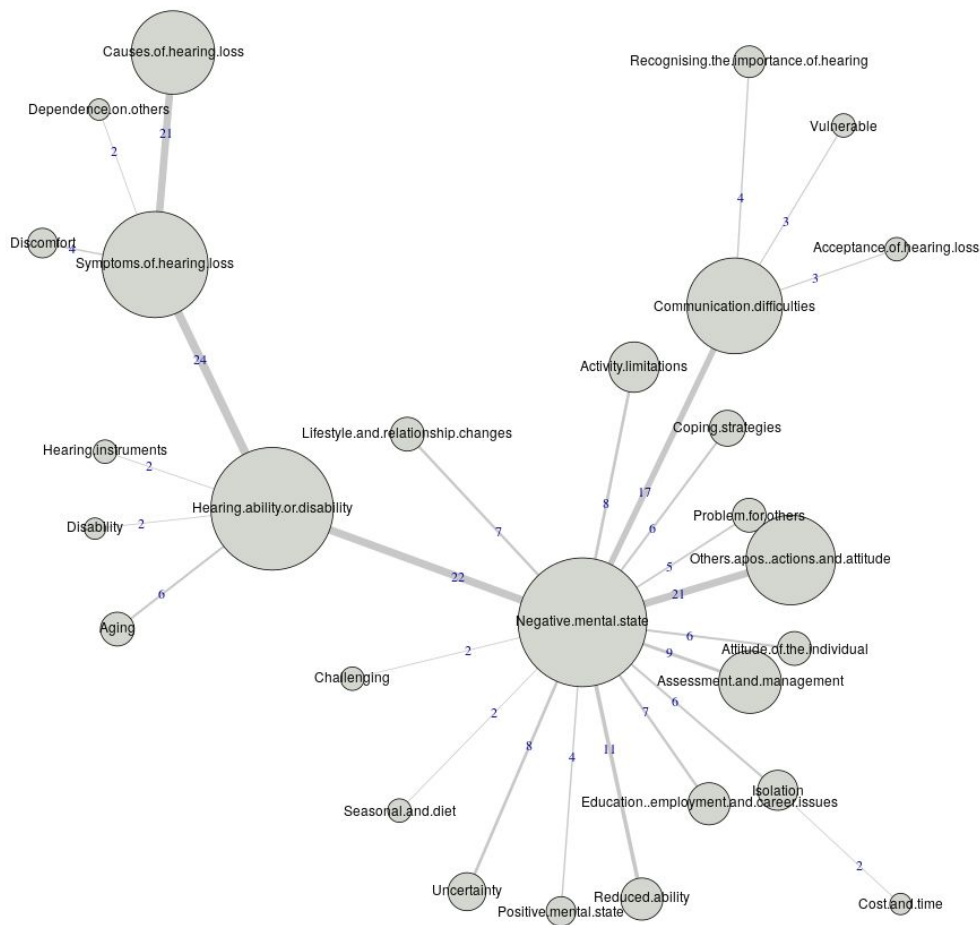 Causes.of.hearing.loss
Recognising.the.importance.of.hearing
Dependence.on.others
21
Vulnerable
2
4
3
Discomfort
4
Acceptance.of.hearing.loss
Symptoms.of.hearing.loss
3
Communication.difficulties
24
Activity.limitations
Lifestyle.and.relationship.changes
Coping.strategies
Hearing.instruments
2
17
8
6
Hearing.ability.or.disability
Problem.for.others
Disability
2
7
Others.apos..actions.and.attitude
5
22
21
6
Aging
Negative.mental.state
6
Attitude.of.the.individual
2
9
Challenging
Assessment.and.management
6
2
7
8
11
4
Isolation
Seasonal.and.diet
Education..employment.and.career.issues
2
Uncertainty
Reduced.ability
Positive.mental.state
Cost.and.time